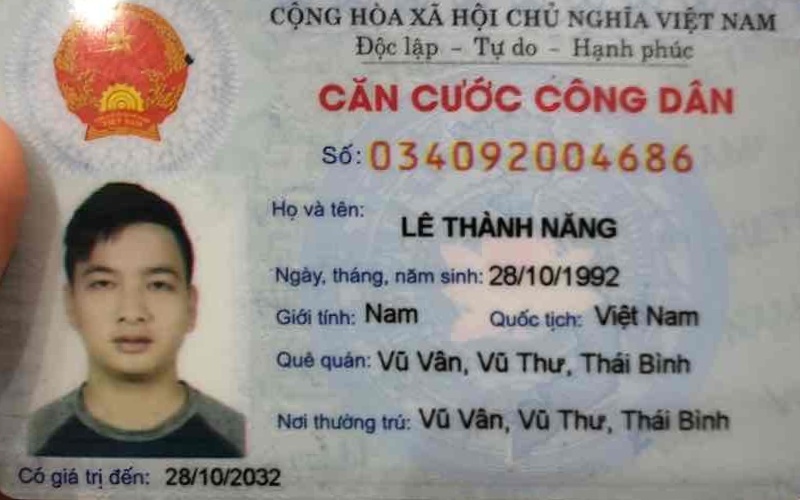 CỘNG HÒA XÃ HỘI CHỦ NGHĨA VIỆT NAM
Độc lập - Tự do - Hạnh phúc
CĂN CƯỚC CÔNG DÂN
Số: 034092004686
Họ và tên:
LÊ THÀNH NĂNG
Ngày, tháng, năm sinh: 28/10/1992
Giới tính: Nam Quốc tịch: Việt Nam
Quê quán: Vũ Vân, Vũ Thư, Thái Bình
Nơi thường trú: Vũ Vân, Vũ Thư, Thái Bình
Có giá trị đến: 28/10/2032